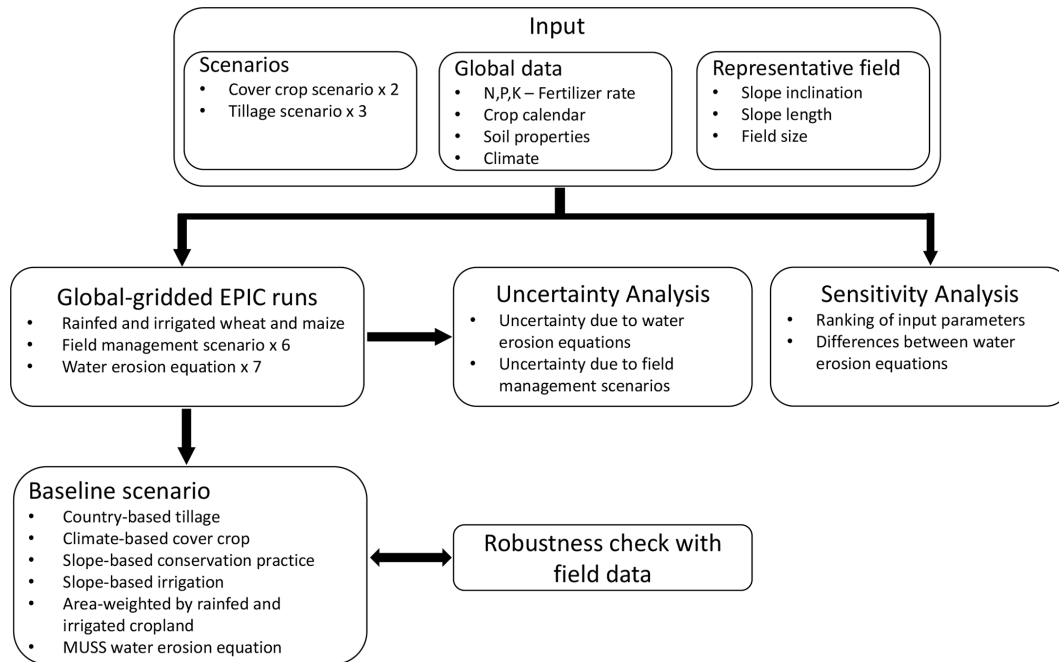 Input
Scenarios
• Cover crop scenario x 2
• Tillage scenario x 3
Global data
• N,P,K – Fertilizer rate
• Crop calendar
• Soil properties
• Climate
Representative field
• Slope inclination
• Slope length
• Field size
Global-gridded EPIC runs
• Rainfed and irrigated wheat and maize
• Field management scenario x 6
• Water erosion equation x 7
Uncertainty Analysis
• Uncertainty due to water
erosion equations
• Uncertainty due to field
management scenarios
Sensitivity Analysis
• Ranking of input parameters
• Differences between water
erosion equations
Baseline scenario
• Country-based tillage
• Climate-based cover crop
• Slope-based conservation practice
• Slope-based irrigation
• Area-weighted by rainfed and
irrigated cropland
• MUSS water erosion equation
Robustness check with
field data